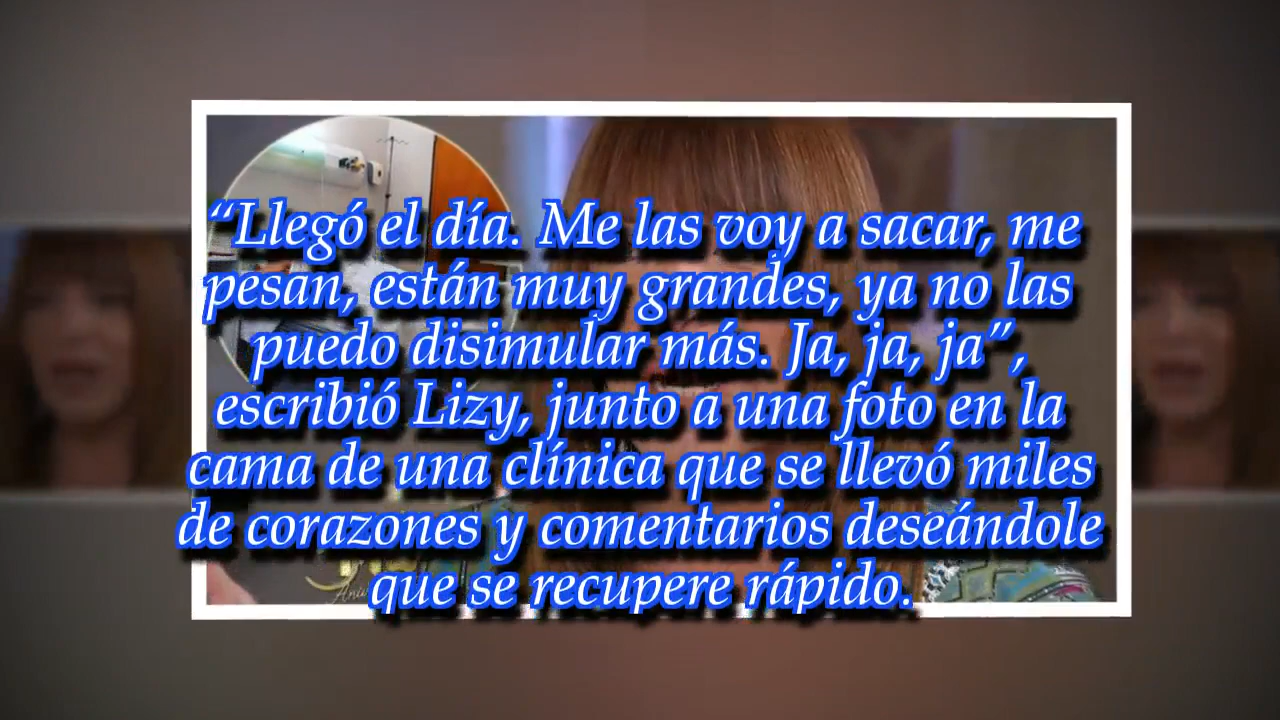 “Llegó el día. Me las voy a sacar, me
pesan, están muy grandes, ya no las
puedo disimular más. Ja, ja, ja”,
escribió Lizy, junto a una foto en la
cama de una clínica que se llevó miles
de corazones y comentarios deseándole
que se recupere rápido.